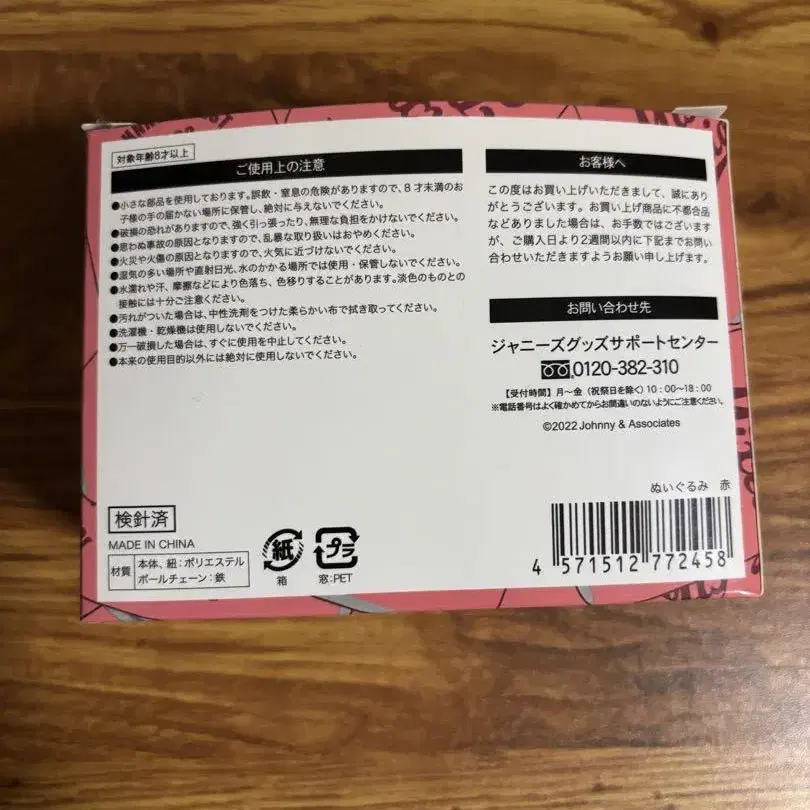 対象年齢8才以上
ご使用上の注意
●小さな部品を使用しております。誤飲・窒息の危険がありますので、8才未満のお
子様の手の届かない場所に保管し、絶対に与えないでください。
●破損の恐れがありますので、強く引っ張ったり、無理な負担をかけないでください。
●思わぬ事故の原因となりますので、乱暴な取り扱いはおやめください。
●火災や火傷の原因となりますので、火気に近づけないでください。
●湿気の多い場所や直射日光、水のかかる場所では使用・保管しないでください。
●水濡れや汗、摩擦などにより色落ち、色移りすることがあります。淡色のものとの
接触には十分ご注意ください。
●汚れがついた場合は、中性洗剤をつけた柔らかい布で拭き取ってください。
●洗濯機・乾燥機は使用しないでください。
●万一破損した場合は、すぐに使用を中止してください。
●本来の使用目的以外には絶対に使用しないでください。
検針済
MADE IN CHINA
材質
本体、紐:ポリエステル
ボールチェーン:鉄
紙
箱
プラ
窓:PET
お客様へ
この度はお買い上げいただきまして、誠にあり
がとうございます。お買い上げ商品に不都合品
などありました場合は、お手数ではございます
が、ご購入日より2週間以内に下記までお問い
合わせいただきますようお願い申し上げます。
お問い合わせ先
ジャニーズグッズサポートセンター
0120-382-310
【受付時間】月〜金（祝祭日を除く）10:00〜18:00
※電話番号はよく確かめてからお間違いのないようにご注意ください。
©2022 Johnny & Associates
ぬいぐるみ 赤
4 571512 772458